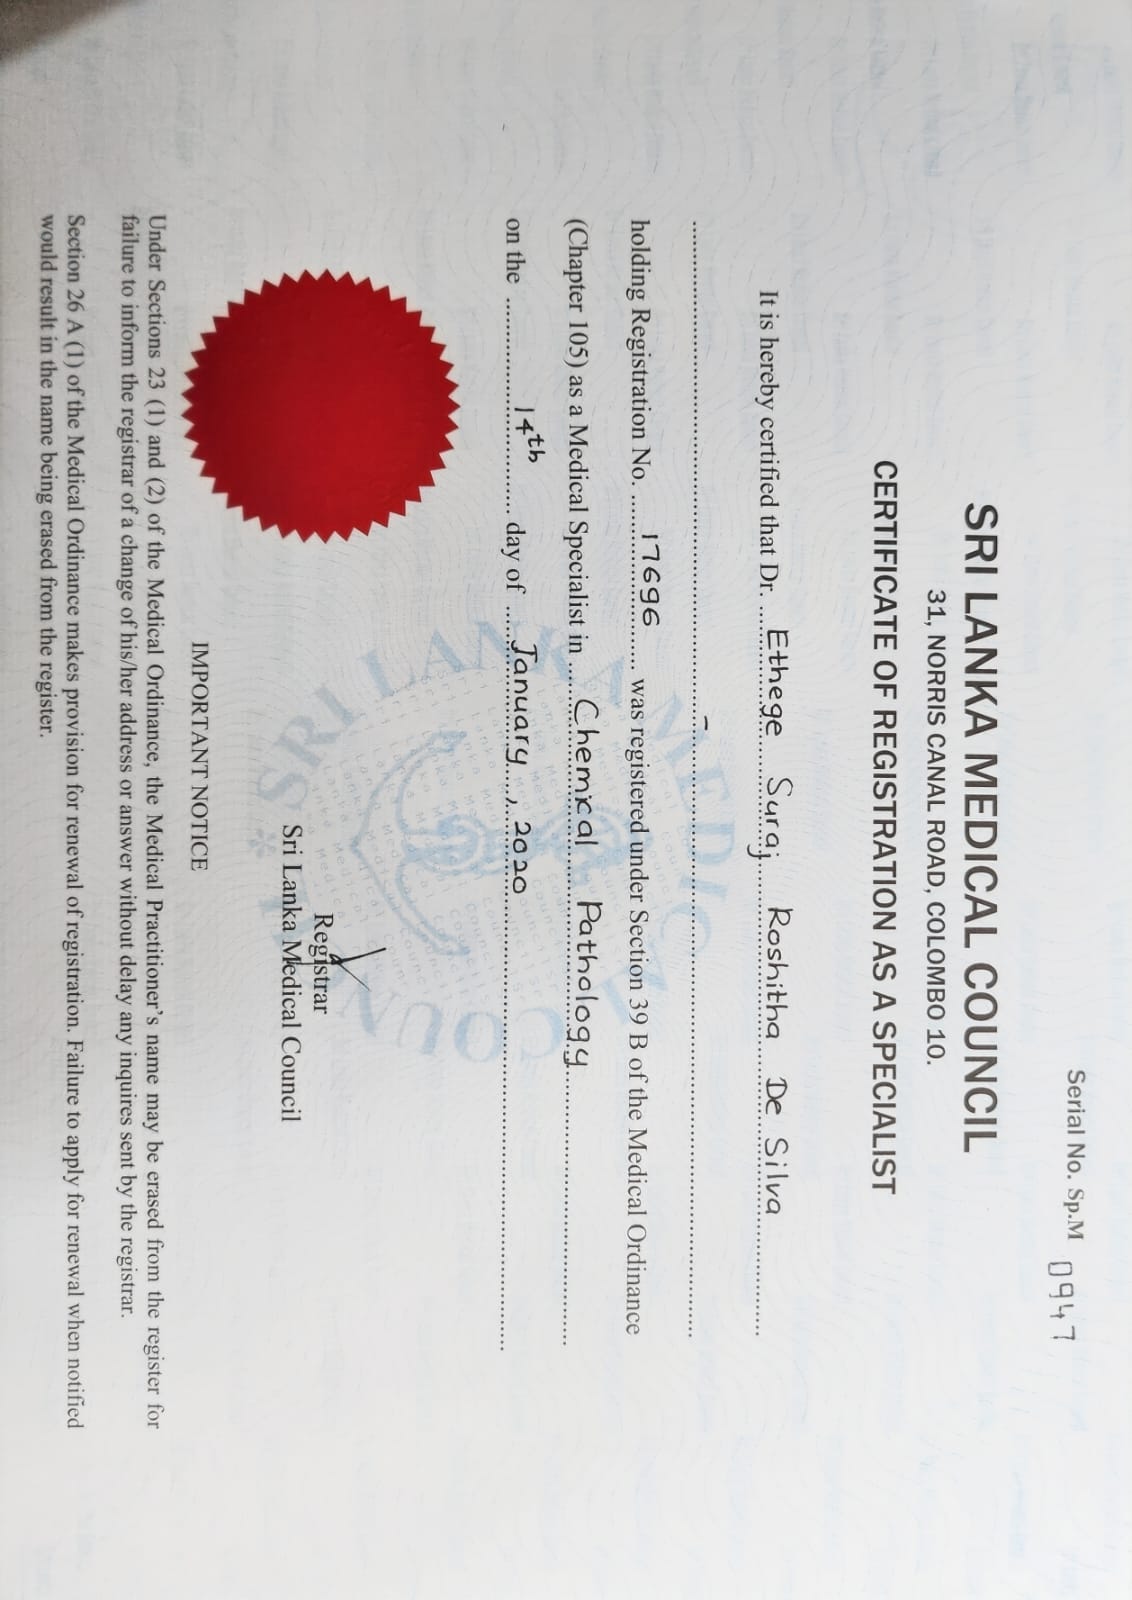 Serial No. Sp.M 0947
SRI LANKA MEDICAL COUNCIL
31, NORRIS CANAL ROAD, COLOMBO 10.
CERTIFICATE OF REGISTRATION AS A SPECIALIST
It is hereby certified that Dr. Ethege Suraj Roshitha De Silva
–
holding Registration No. 17696 was registered under Section 39 B of the Medical Ordinance
(Chapter 105) as a Medical Specialist in Chemical Pathology
on the 14th day of January, 2020
SRI LANKA MEDICAL COUNCIL
Registrar
Sri Lanka Medical Council
IMPORTANT NOTICE
Under Sections 23 (1) and (2) of the Medical Ordinance, the Medical Practitioner's name may be erased from the register for
failure to inform the registrar of a change of his/her address or answer without delay any inquires sent by the registrar.
Section 26 A (1) of the Medical Ordinance makes provision for renewal of registration. Failure to apply for renewal when notified
would result in the name being erased from the register.